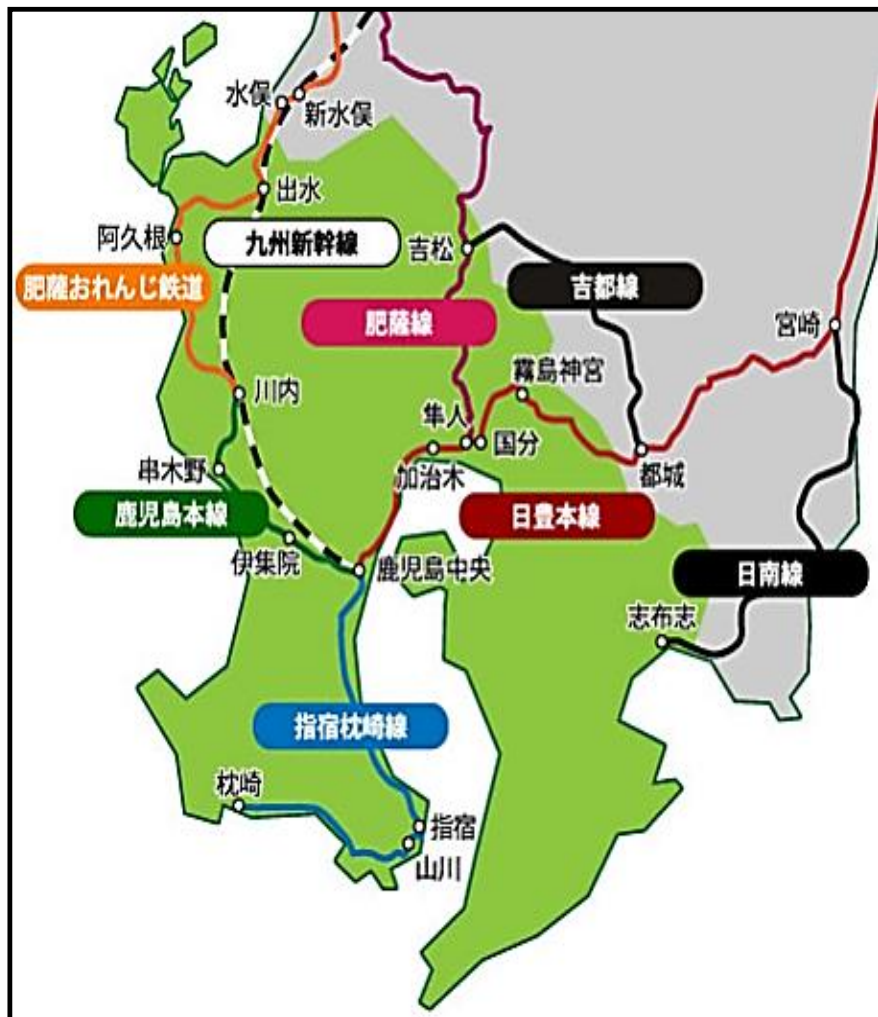 水俣
新水俣
出水
阿久根
九州新幹線
吉松
肥薩おれんじ鉄道
吉都線
肥薩線
宮崎
霧島神宮
川内
隼人
国分
加治木
都城
串木野
鹿児島本線
日豊本線
伊集院
鹿児島中央
日南線
志布志
指宿枕崎線
枕崎
指宿
山川